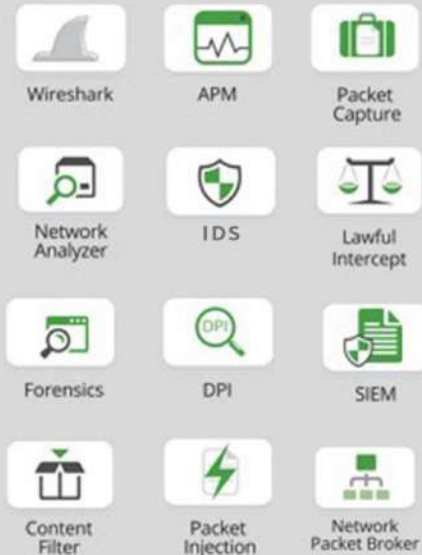 Wireshark
APM
Packet
Capture
Network
Analyzer
IDS
Lawful
Intercept
Forensics
DPI
DPI
SIEM
Content
Filter
Packet
Injection
Network
Packet Broker